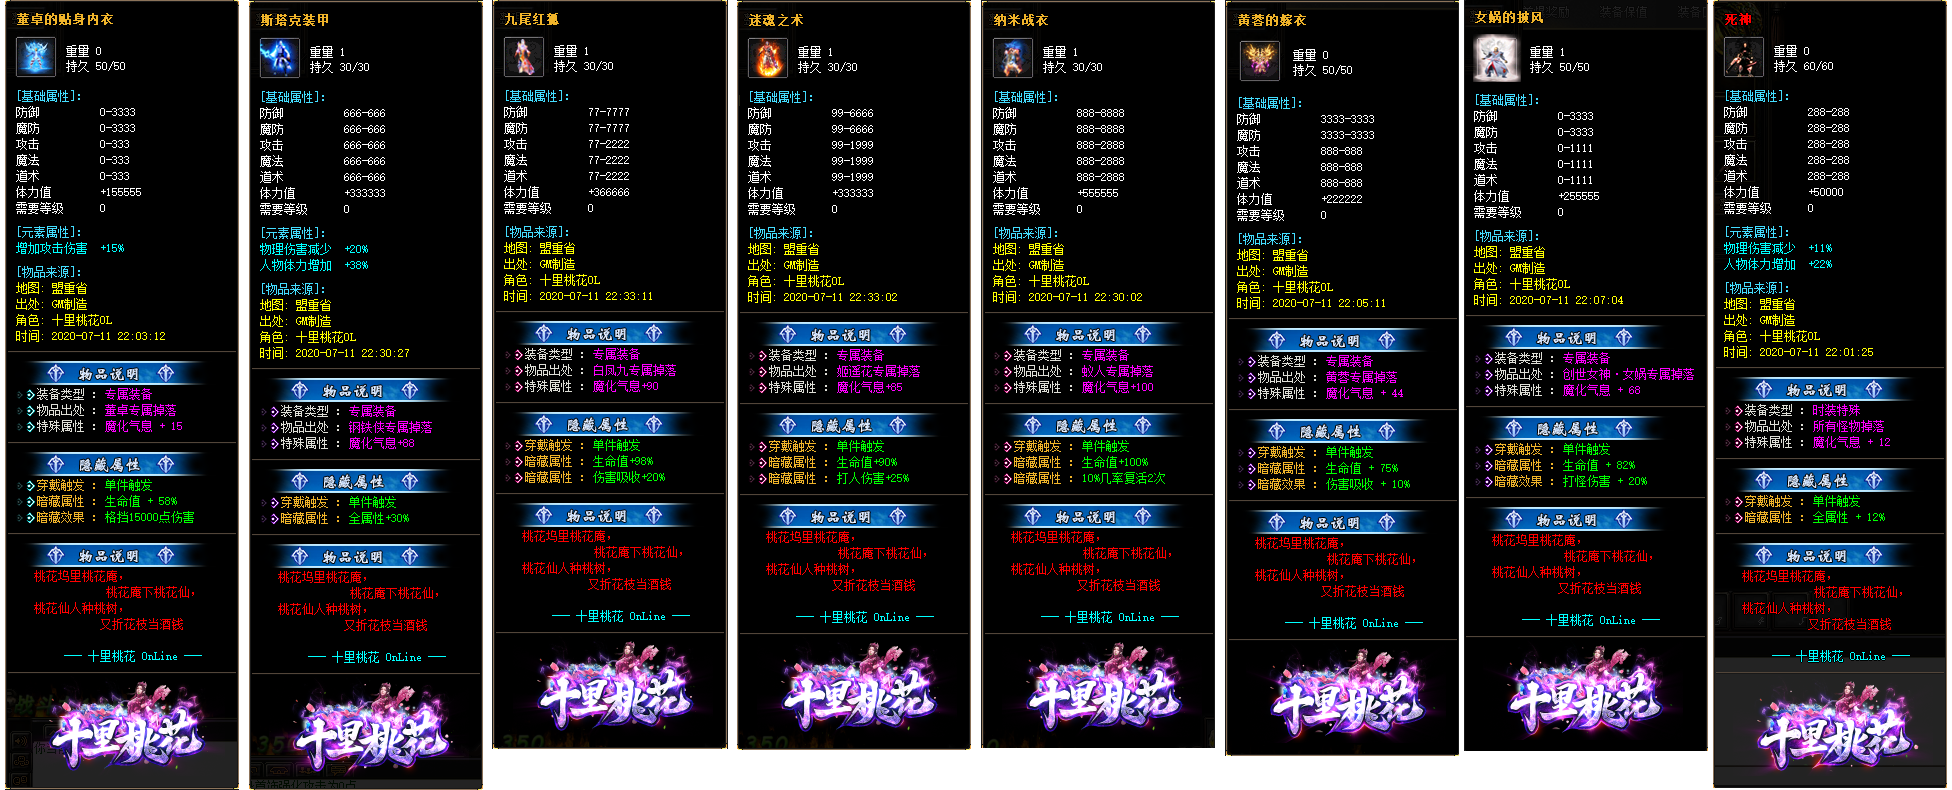 董卓的贴身内衣
重量 0
持久 50/50
[基础属性]:
防御 0-3333
魔防 0-3333
攻击 0-333
魔法 0-333
道术 0-333
体力值 +155555
需要等级 0
[元素属性]:
增加攻击伤害 +15%
[物品来源]:
地图: 盟重省
出处: GM制造
角色: 十里桃花OL
时间: 2020-07-11 22:03:12
物品说明
装备类型 : 专属装备
物品出处 : 董卓专属掉落
特殊属性 : 魔化气息 + 15
隐藏属性
穿戴触发 : 单件触发
暗藏属性 : 生命值 + 58%
暗藏效果 : 格挡15000点伤害
物品说明
桃花坞里桃花庵,
桃花庵下桃花仙,
桃花仙人种桃树,
又折花枝当酒钱
── 十里桃花 OnLine ──
十里桃花
斯塔克装甲
重量 1
持久 30/30
[基础属性]:
防御 666-666
魔防 666-666
攻击 666-666
魔法 666-666
道术 666-666
体力值 +333333
需要等级 0
[元素属性]:
物理伤害减少 +20%
人物体力增加 +38%
[物品来源]:
地图: 盟重省
出处: GM制造
角色: 十里桃花OL
时间: 2020-07-11 22:30:27
物品说明
装备类型 : 专属装备
物品出处 : 钢铁侠专属掉落
特殊属性 : 魔化气息+88
隐藏属性
穿戴触发 : 单件触发
暗藏属性 : 全属性+30%
物品说明
桃花坞里桃花庵,
桃花庵下桃花仙,
桃花仙人种桃树,
又折花枝当酒钱
── 十里桃花 OnLine ──
十里桃花
九尾红狐
重量 1
持久 30/30
[基础属性]:
防御 77-7777
魔防 77-7777
攻击 77-2222
魔法 77-2222
道术 77-2222
体力值 +366666
需要等级 0
[物品来源]:
地图: 盟重省
出处: GM制造
角色: 十里桃花OL
时间: 2020-07-11 22:33:11
物品说明
装备类型 : 专属装备
物品出处 : 白凤九专属掉落
特殊属性 : 魔化气息+90
隐藏属性
穿戴触发 : 单件触发
暗藏属性 : 生命值+98%
暗藏属性 : 伤害吸收+20%
物品说明
桃花坞里桃花庵,
桃花庵下桃花仙,
桃花仙人种桃树,
又折花枝当酒钱
── 十里桃花 OnLine ──
十里桃花
迷魂之术
重量 1
持久 30/30
[基础属性]:
防御 99-6666
魔防 99-6666
攻击 99-1999
魔法 99-1999
道术 99-1999
体力值 +333333
需要等级 0
[物品来源]:
地图: 盟重省
出处: GM制造
角色: 十里桃花OL
时间: 2020-07-11 22:33:02
物品说明
装备类型 : 专属装备
物品出处 : 姬遥花专属掉落
特殊属性 : 魔化气息+85
隐藏属性
穿戴触发 : 单件触发
暗藏属性 : 生命值+90%
暗藏属性 : 打人伤害+25%
物品说明
桃花坞里桃花庵,
桃花庵下桃花仙,
桃花仙人种桃树,
又折花枝当酒钱
── 十里桃花 OnLine ──
十里桃花
纳米战衣
重量 1
持久 30/30
[基础属性]:
防御 888-8888
魔防 888-8888
攻击 888-2888
魔法 888-2888
道术 888-2888
体力值 +555555
需要等级 0
[物品来源]:
地图: 盟重省
出处: GM制造
角色: 十里桃花OL
时间: 2020-07-11 22:30:02
物品说明
装备类型 : 专属装备
物品出处 : 蚁人专属掉落
特殊属性 : 魔化气息+100
隐藏属性
穿戴触发 : 单件触发
暗藏属性 : 生命值+100%
暗藏属性 : 10%几率复活2次
物品说明
桃花坞里桃花庵,
桃花庵下桃花仙,
桃花仙人种桃树,
又折花枝当酒钱
── 十里桃花 OnLine ──
十里桃花
黄蓉的嫁衣
重量 0
持久 50/50
[基础属性]:
防御 3333-3333
魔防 3333-3333
攻击 888-888
魔法 888-888
道术 888-888
体力值 +222222
需要等级 0
[物品来源]:
地图: 盟重省
出处: GM制造
角色: 十里桃花OL
时间: 2020-07-11 22:05:11
物品说明
装备类型 : 专属装备
物品出处 : 黄蓉专属掉落
特殊属性 : 魔化气息 + 44
隐藏属性
穿戴触发 : 单件触发
暗藏属性 : 生命值 + 75%
暗藏效果 : 伤害吸收 + 10%
物品说明
桃花坞里桃花庵,
桃花庵下桃花仙,
桃花仙人种桃树,
又折花枝当酒钱
── 十里桃花 OnLine ──
十里桃花
女娲的披风
重量 1
持久 50/50
[基础属性]:
防御 0-3333
魔防 0-3333
攻击 0-1111
魔法 0-1111
道术 0-1111
体力值 +255555
需要等级 0
[物品来源]:
地图: 盟重省
出处: GM制造
角色: 十里桃花OL
时间: 2020-07-11 22:07:04
物品说明
装备类型 : 专属装备
物品出处 : 创世女神·女娲专属掉落
特殊属性 : 魔化气息 + 68
隐藏属性
穿戴触发 : 单件触发
暗藏属性 : 生命值 + 82%
暗藏效果 : 打怪伤害 + 20%
物品说明
桃花坞里桃花庵,
桃花庵下桃花仙,
桃花仙人种桃树,
又折花枝当酒钱
── 十里桃花 OnLine ──
十里桃花
死神
重量 0
持久 60/60
[基础属性]:
防御 288-288
魔防 288-288
攻击 288-288
魔法 288-288
道术 288-288
体力值 +50000
需要等级 0
[元素属性]:
物理伤害减少 +11%
人物体力增加 +22%
[物品来源]:
地图: 盟重省
出处: GM制造
角色: 十里桃花OL
时间: 2020-07-11 22:01:25
物品说明
装备类型 : 时装特殊
物品出处 : 所有怪物掉落
特殊属性 : 魔化气息 + 12
隐藏属性
穿戴触发 : 单件触发
暗藏属性 : 全属性 + 12%
物品说明
桃花坞里桃花庵,
桃花庵下桃花仙,
桃花仙人种桃树,
又折花枝当酒钱
── 十里桃花 OnLine ──
十里桃花